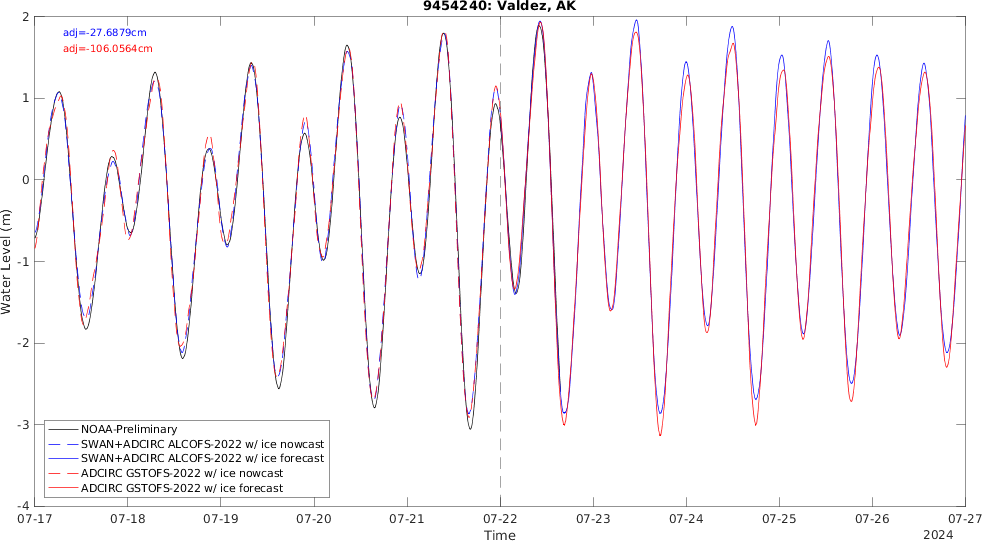 9454240: Valdez, AK
adj=-27.6879cm
adj=-106.0564cm
Water Level (m)
2
1
0
-1
-2
-3
-4
NOAA-Preliminary
SWAN+ADCIRC ALCOFS-2022 w/ ice nowcast
SWAN+ADCIRC ALCOFS-2022 w/ ice forecast
ADCIRC GSTOFS-2022 w/ ice nowcast
ADCIRC GSTOFS-2022 w/ ice forecast
07-17 07-18 07-19 07-20 07-21 07-22 07-23 07-24 07-25 07-26 07-27
Time
2024